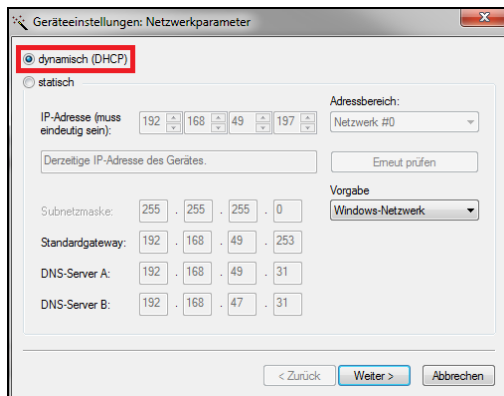 Geräteeinstellungen: Netzwerkparameter
dynamisch (DHCP)
statisch
Adressbereich:
IP-Adresse (muss eindeutig sein):
192 168 49 197
Netzwerk #0
Derzeitige IP-Adresse des Gerätes.
Erneut prüfen
Vorgabe
Subnetzmaske:
255 . 255 . 255 . 0
Windows-Netzwerk
Standardgateway:
192 . 168 . 49 . 253
DNS-Server A:
192 . 168 . 49 . 31
DNS-Server B:
192 . 168 . 47 . 31
< Zurück
Weiter >
Abbrechen